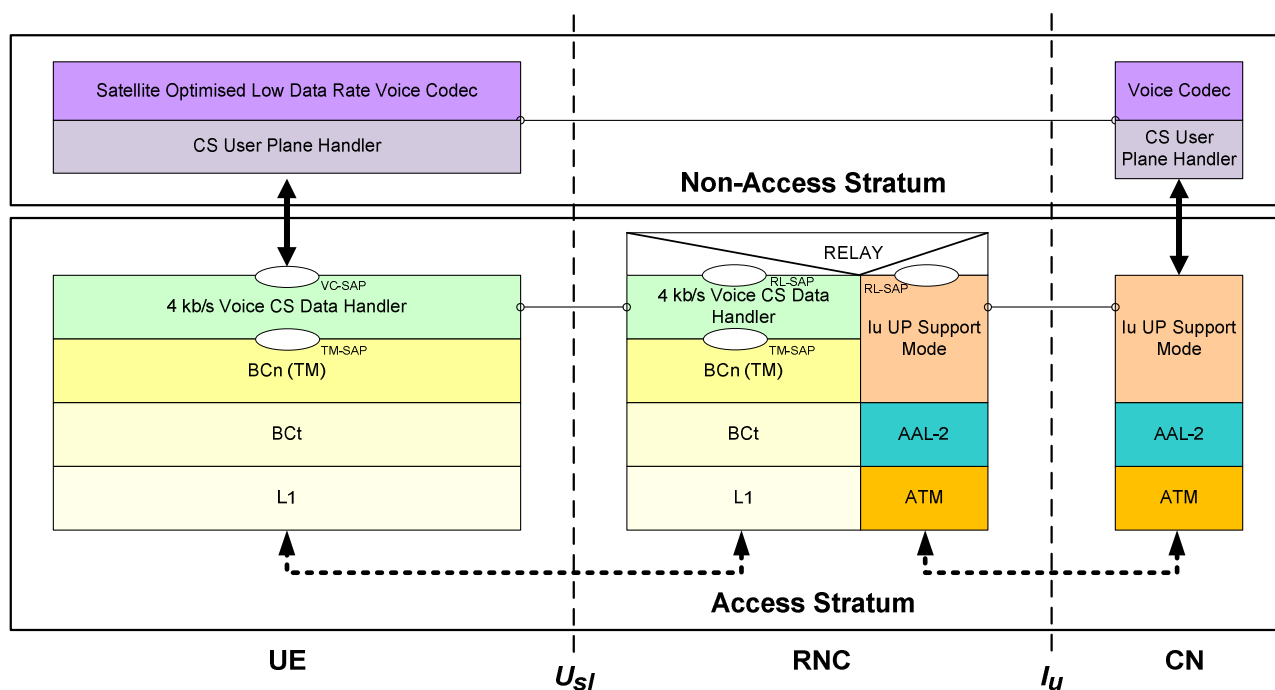 Satellite Optimised Low Data Rate Voice Codec
CS User Plane Handler
Voice Codec
CS User
Plane Handler
Non-Access Stratum
RELAY
VC-SAP
4 kb/s Voice CS Data Handler
TM-SAP
BCn (TM)
BCt
L1
RL-SAP
4 kb/s Voice CS Data
Handler
TM-SAP
BCn (TM)
BCt
L1
RL-SAP
Iu UP Support
Mode
AAL-2
ATM
Iu UP Support
Mode
AAL-2
ATM
Access Stratum
UE
Usl
RNC
Iu
CN